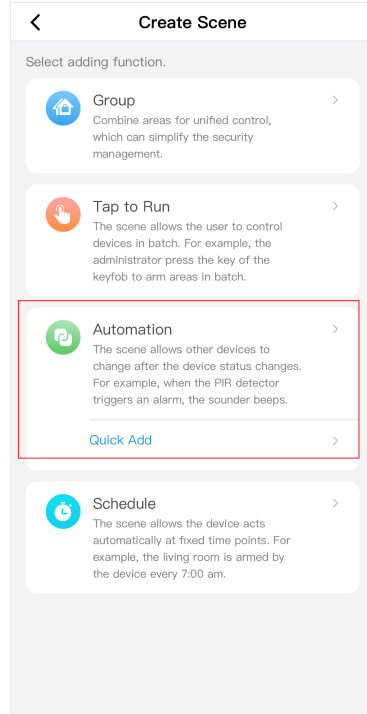 Create Scene
Select adding function.
Group
Combine areas for unified control,
which can simplify the security
management.
Tap to Run
The scene allows the user to control
devices in batch. For example, the
administrator press the key of the
keyfob to arm areas in batch.
Automation
The scene allows other devices to
change after the device status changes.
For example, when the PIR detector
triggers an alarm, the sounder beeps.
Quick Add
Schedule
The scene allows the device acts
automatically at fixed time points. For
example, the living room is armed by
the device every 7:00 am.